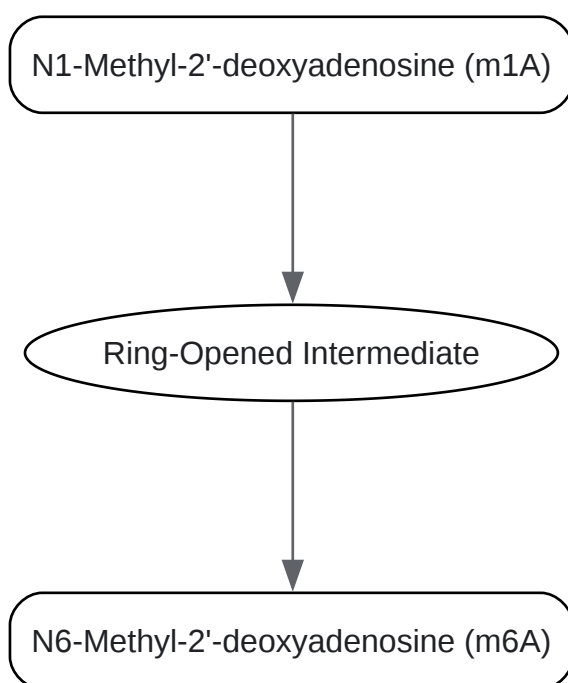 N1-Methyl-2'-deoxyadenosine (m1A)
Ring-Opened Intermediate
N6-Methyl-2'-deoxyadenosine (m6A)